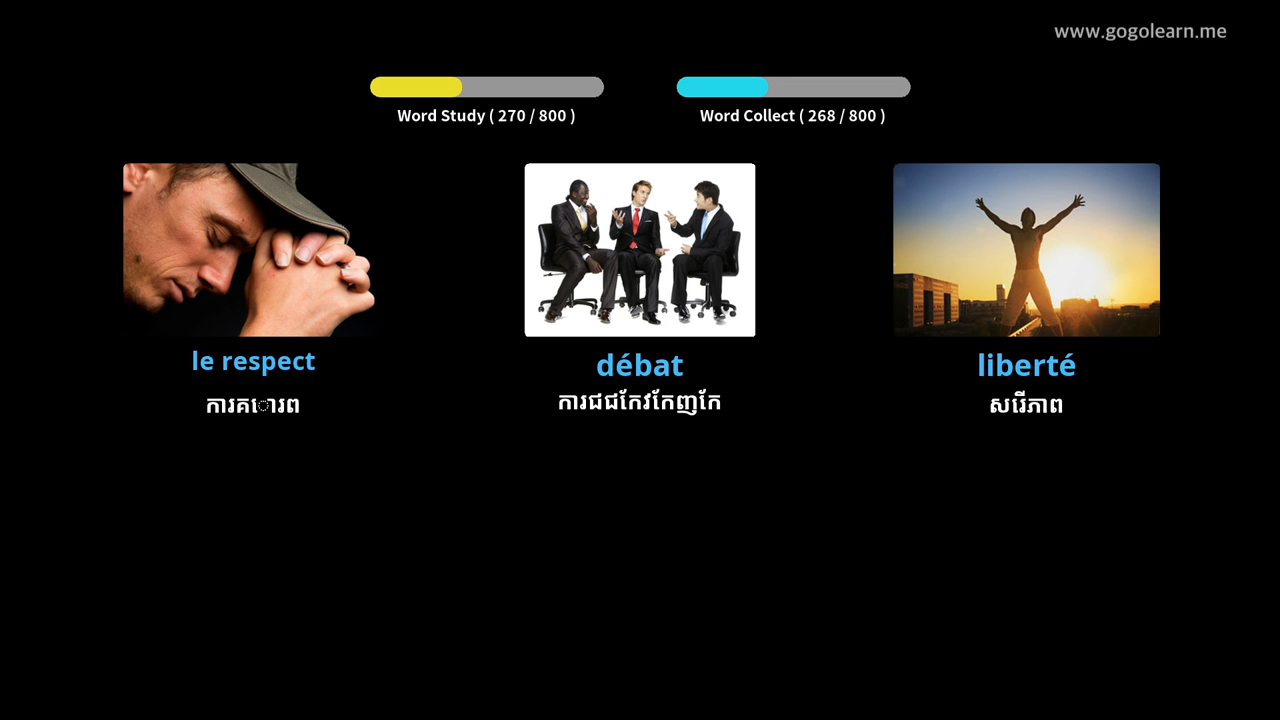 www.gogolearn.me
Word Study ( 270 / 800 )
Word Collect ( 268 / 800 )
le respect
ការគោរព
débat
ការជជកែវកែញកែ
liberté
សរើភាព